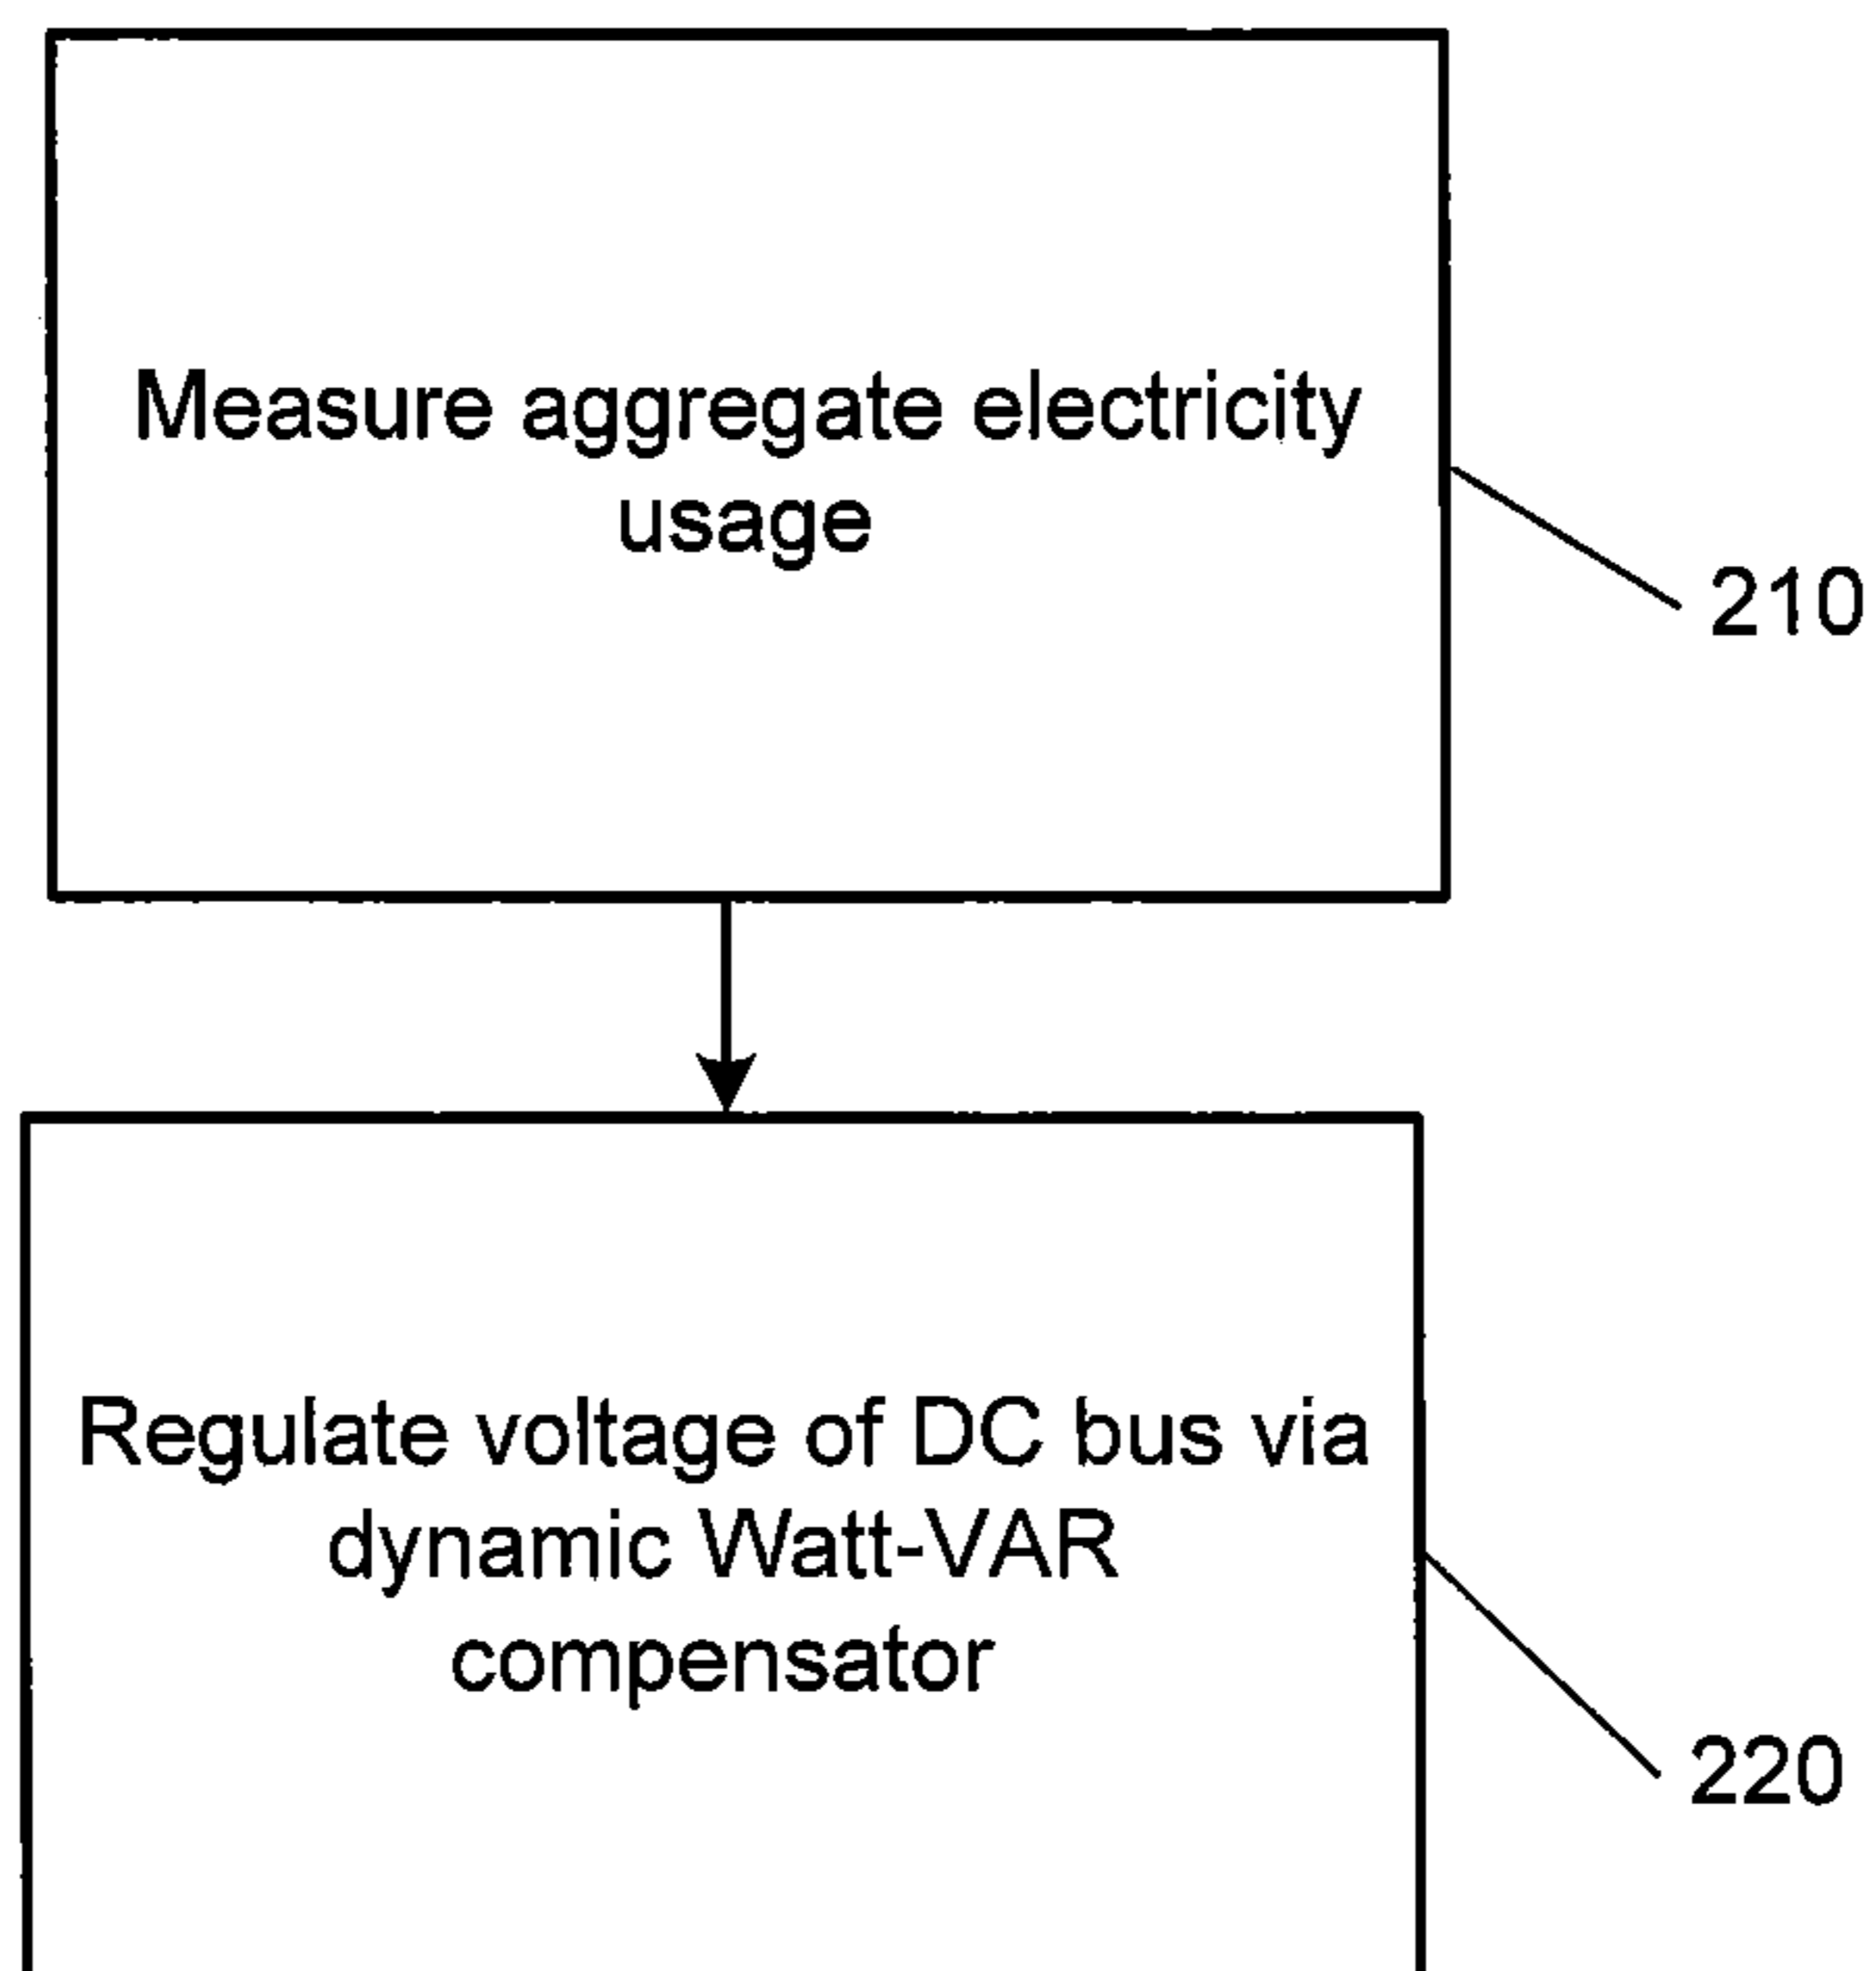 Measure aggregate electricity
usage
210
Regulate voltage of DC bus via
dynamic Watt-VAR
compensator
220